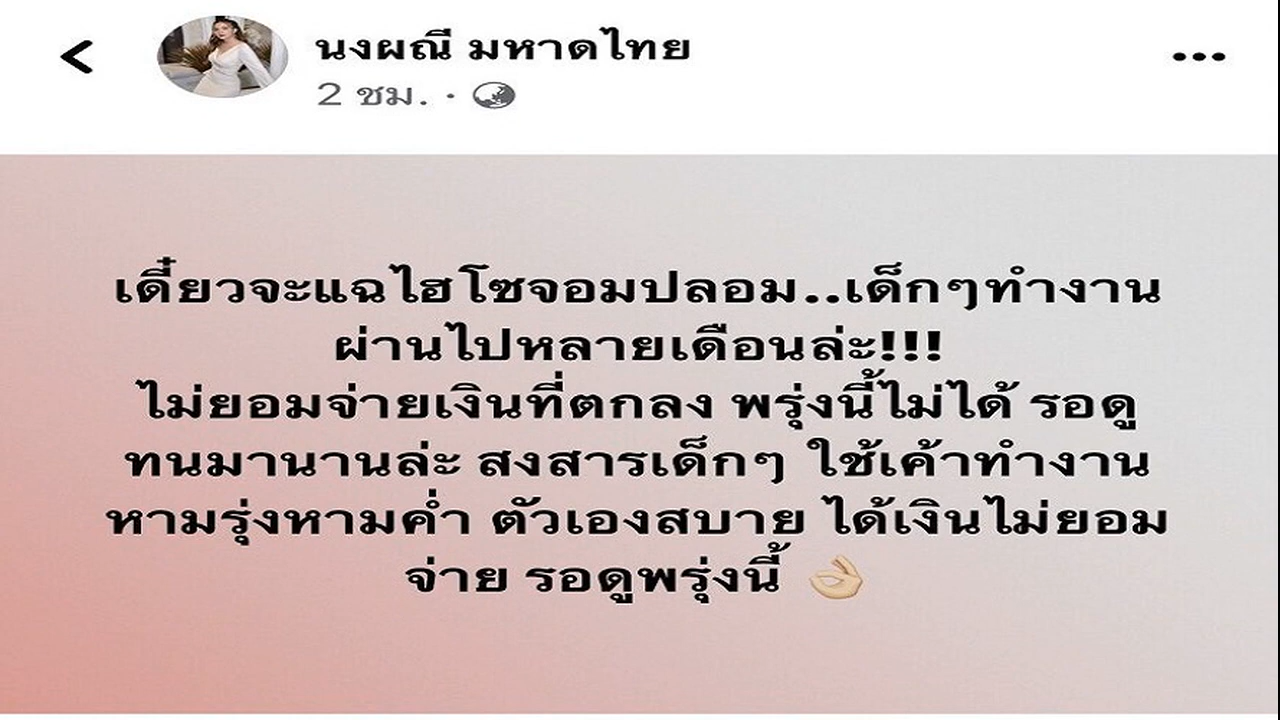 นงผณี มหาดไทย
2 ชม. ·
เดี๋ยวจะแฉไฮโซจอมปลอม..เด็กๆทำงาน
ผ่านไปหลายเดือนล่ะ!!!
ไม่ยอมจ่ายเงินที่ตกลง พรุ่งนี้ไม่ได้ รอดู
ทนมานานล่ะ สงสารเด็กๆ ใช้เค้าทำงาน
หามรุ่งหามค่ำ ตัวเองสบาย ได้เงินไม่ยอม
จ่าย รอดูพรุ่งนี้ 👌🏼